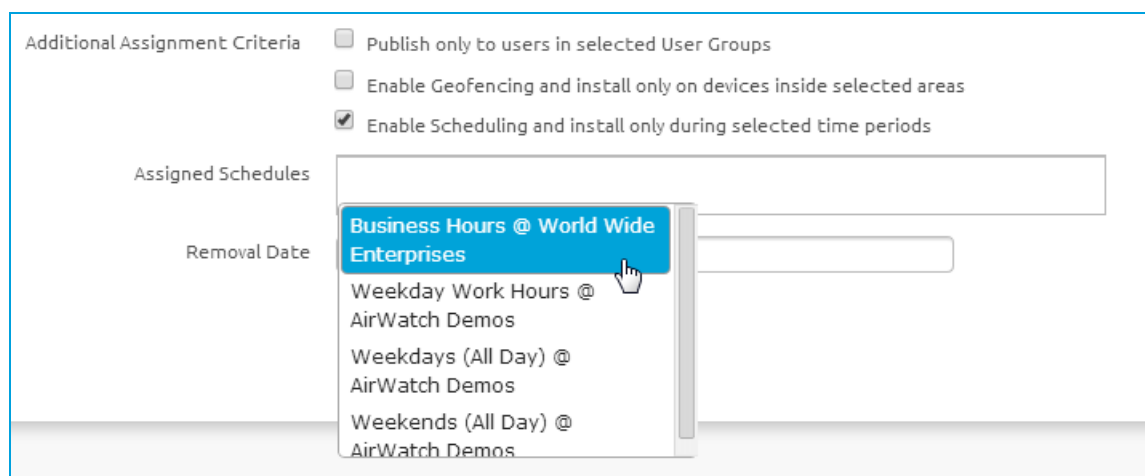 Additional Assignment Criteria
Publish only to users in selected User Groups
Enable Geofencing and install only on devices inside selected areas
Enable Scheduling and install only during selected time periods
Assigned Schedules
Business Hours @ World Wide
Enterprises
Removal Date
Weekday Work Hours @
AirWatch Demos
Weekdays (All Day) @
AirWatch Demos
Weekends (All Day) @
AirWatch Demos